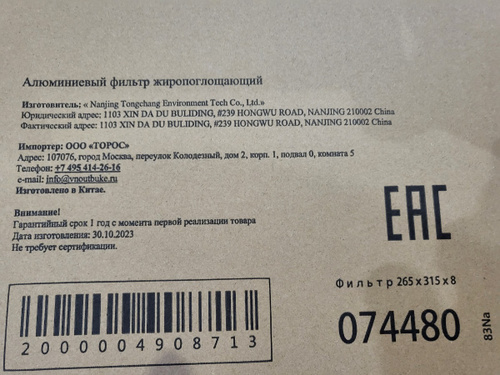 Алюминиевый фильтр жиропоглощающий
Изготовитель: « Nanjing Tongchang Environment Tech Co., Ltd.»
Юридический адрес: 1103 XIN DA DU BULIDING, #239 HONGWU ROAD, NANJING 210002 China
Фактический адрес: 1103 XIN DA DU BULIDING, #239 HONGWU ROAD, NANJING 210002 China
Импортер: ООО «ТОРОС»
Адрес: 107076, город Москва, переулок Колодезный, дом 2, корп. 1, подвал 0, комната 5
Телефон: +7 495 414-26-16
e-mail: info@vnoutbuke.ru
Изготовлено в Китае.
Внимание!
Гарантийный срок 1 год с момента первой реализации товара
Дата изготовления: 30.10.2023
Не требует сертификации.
EAC
Фильтр 265x315x8
074480
83Na
2000004908713